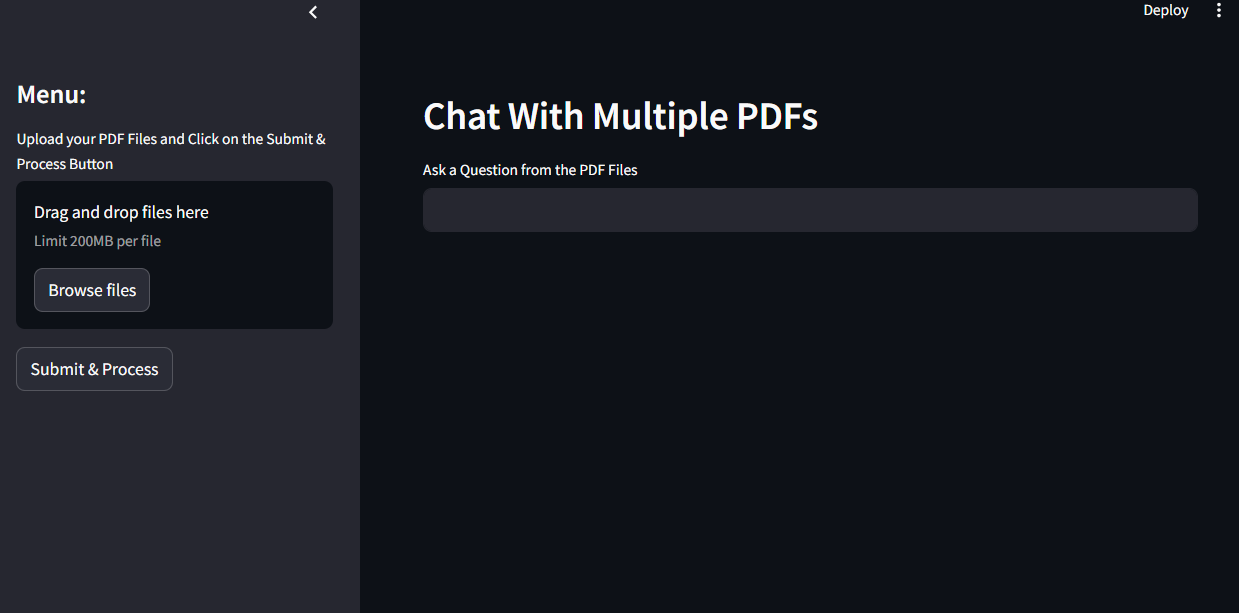 Menu:
Upload your PDF Files and Click on the Submit &
Process Button
Drag and drop files here
Limit 200MB per file
Browse files
Submit & Process
Deploy
Chat With Multiple PDFs
Ask a Question from the PDF Files